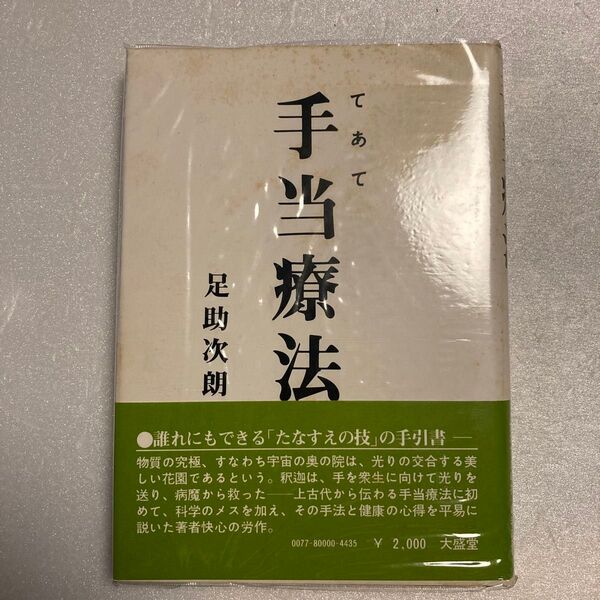 てあて
手当療法
足助次朗
●誰れにもできる「たなすえの技」の手引書―
物質の究極、すなわち宇宙の奥の院は、光りの交合する美
しい花園であるという。釈迦は、手を衆生に向けて光りを
送り、病魔から救った――上古代から伝わる手当療法に初
めて、科学のメスを加え、その手法と健康の心得を平易に
説いた著者快心の労作。
0077-80000-4435 ￥ 2,000 大盛堂